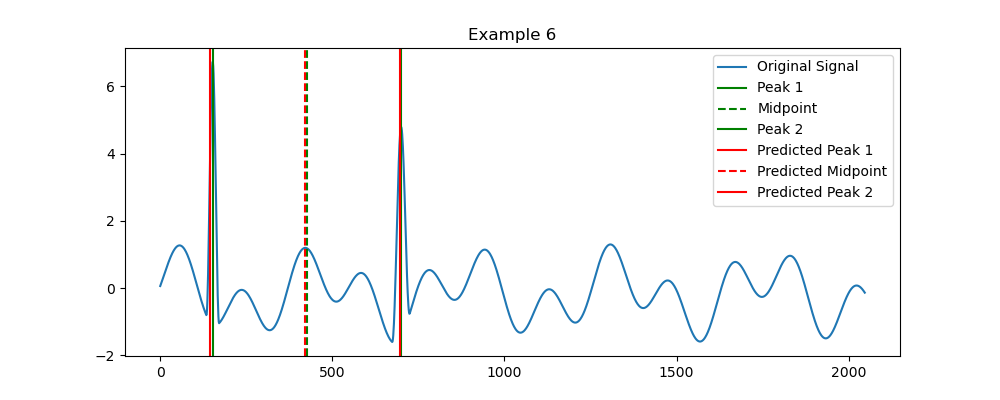 Example 6
Original Signal
Peak 1
Midpoint
Peak 2
Predicted Peak 1
Predicted Midpoint
Predicted Peak 2
6
4
2
0
−2
0
500
1000
1500
2000